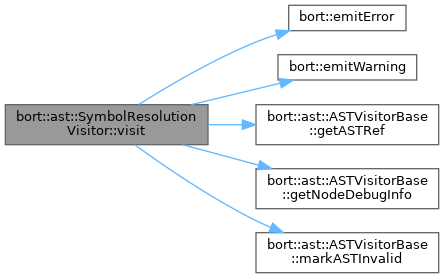 bort::ast::SymbolResolution
Visitor::visit
bort::emitError
bort::emitWarning
bort::ast::ASTVisitorBase
::getASTRef
bort::ast::ASTVisitorBase
::getNodeDebugInfo
bort::ast::ASTVisitorBase
::markASTInvalid